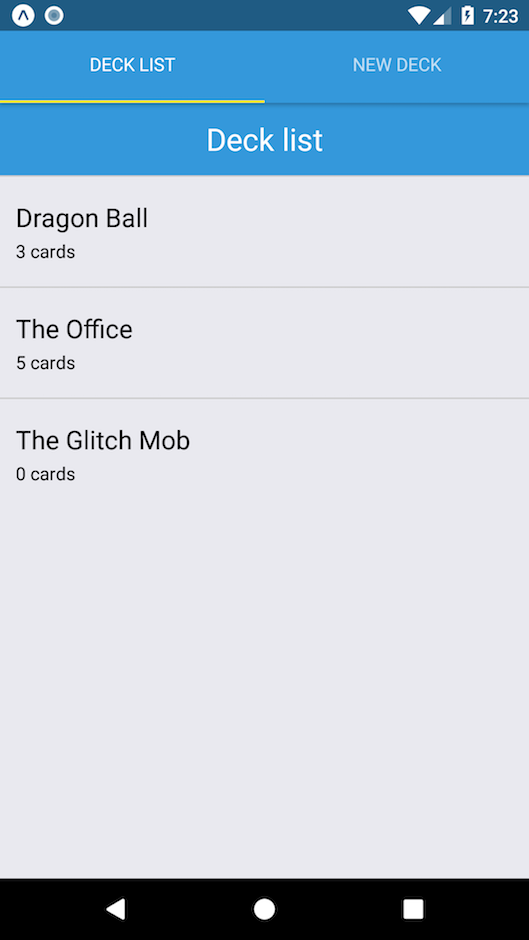 7:23
DECK LIST
NEW DECK
Deck list
Dragon Ball
3 cards
The Office
5 cards
The Glitch Mob
0 cards